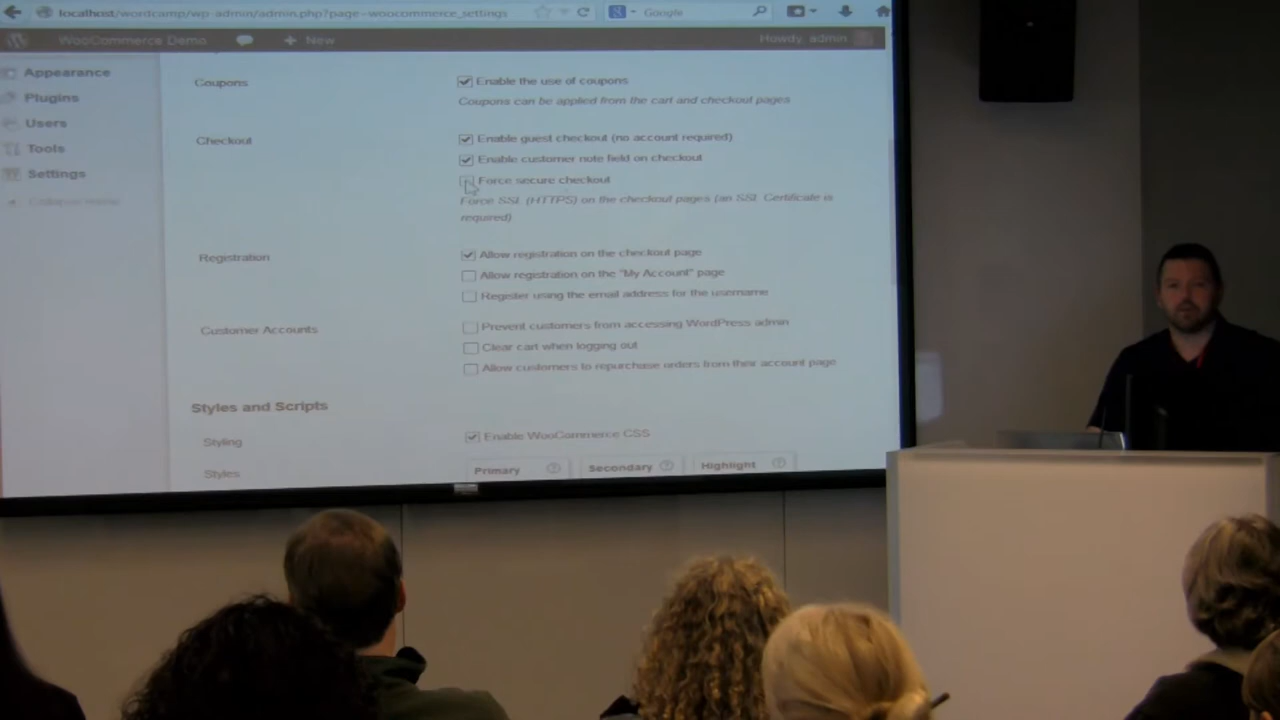 localhost/wordcamp/wp-admin/admin.php?page=woocommerce_settings
Google
WooCommerce Demo
New
Howdy, admin
Appearance
Plugins
Users
Tools
Settings
Collapse menu
Coupons
Enable the use of coupons
Coupons can be applied from the cart and checkout pages
Checkout
Enable guest checkout (no account required)
Enable customer note field on checkout
Force secure checkout
Force SSL (HTTPS) on the checkout pages (an SSL Certificate is
required)
Registration
Allow registration on the checkout page
Allow registration on the "My Account" page
Register using the email address for the username
Customer Accounts
Prevent customers from accessing WordPress admin
Clear cart when logging out
Allow customers to repurchase orders from their account page
Styles and Scripts
Styling
Enable WooCommerce CSS
Styles
Primary
Secondary
Highlight